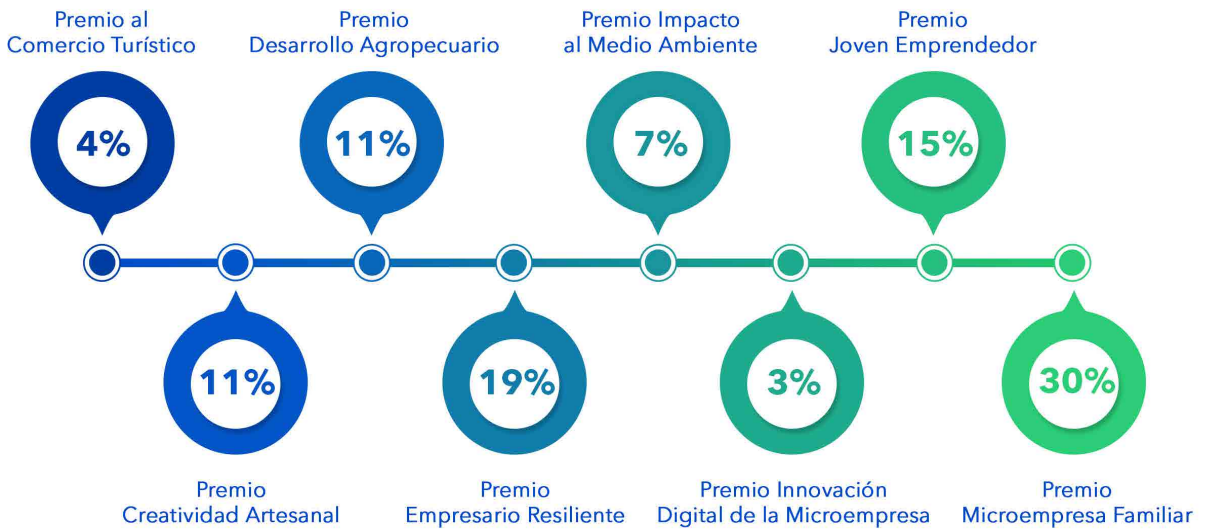 Premio al
Comercio Turístico
4%
Premio
Desarrollo Agropecuario
11%
Premio Impacto
al Medio Ambiente
7%
Premio
Joven Emprendedor
15%
11%
Premio
Creatividad Artesanal
19%
Premio
Empresario Resiliente
3%
Premio Innovación
Digital de la Microempresa
30%
Premio
Microempresa Familiar